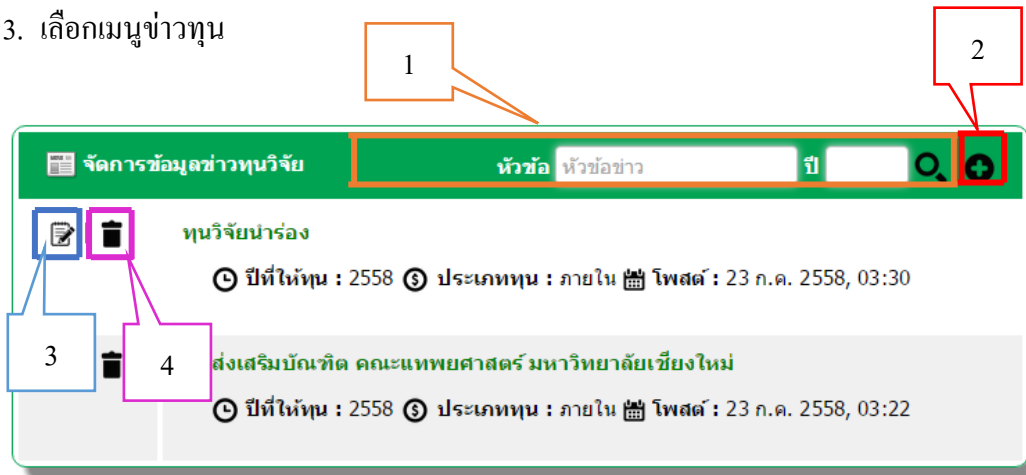 3. เลือกเมนูข่าวทุน
1
2
จัดการข้อมูลข่าวทุนวิจัย หัวข้อ หัวข้อข่าว ปี
ทุนวิจัยนำร่อง
ปีที่ให้ทุน : 2558 ประเภททุน : ภายใน โพสต์ : 23 ก.ค. 2558, 03:30
3
4
ส่งเสริมบัณฑิต คณะแทพยศาสตร์ มหาวิทยาลัยเชียงใหม่
ปีที่ให้ทุน : 2558 ประเภททุน : ภายใน โพสต์ : 23 ก.ค. 2558, 03:22